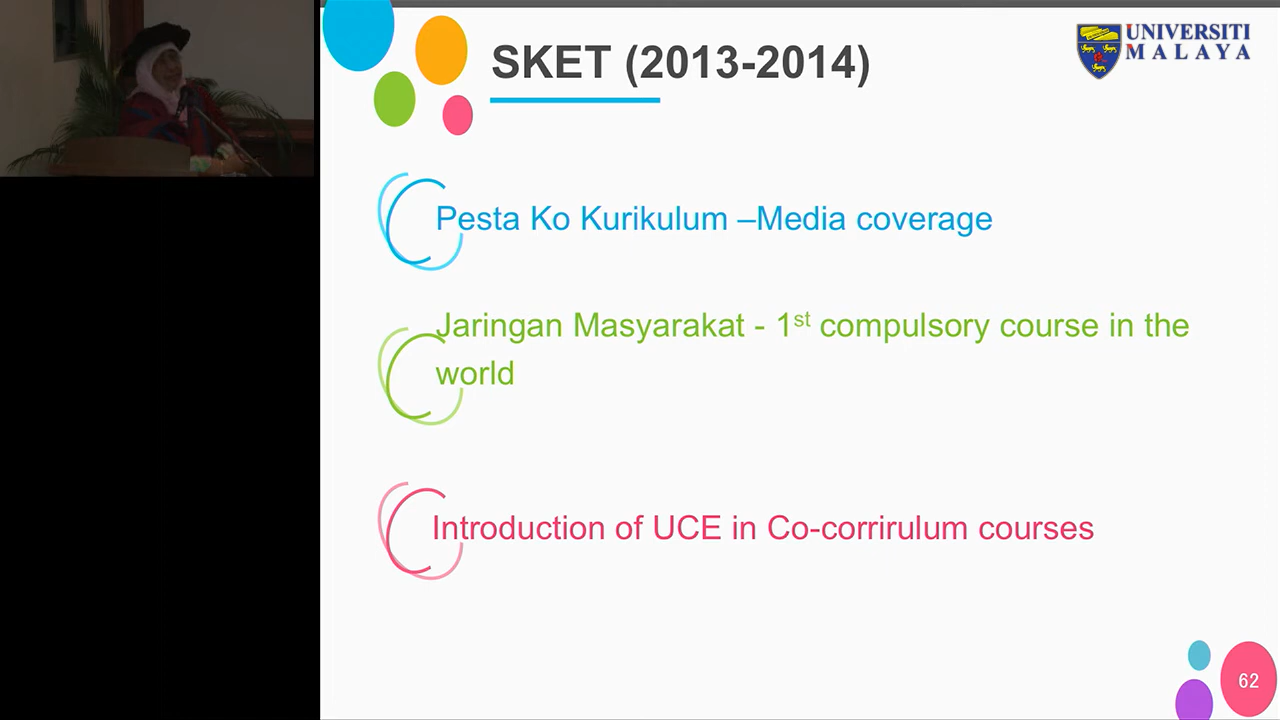 SKET (2013-2014)
UNIVERSITI
MALAYA
Pesta Ko Kurikulum –Media coverage
Jaringan Masyarakat - 1st compulsory course in the
world
Introduction of UCE in Co-corrirulum courses
62